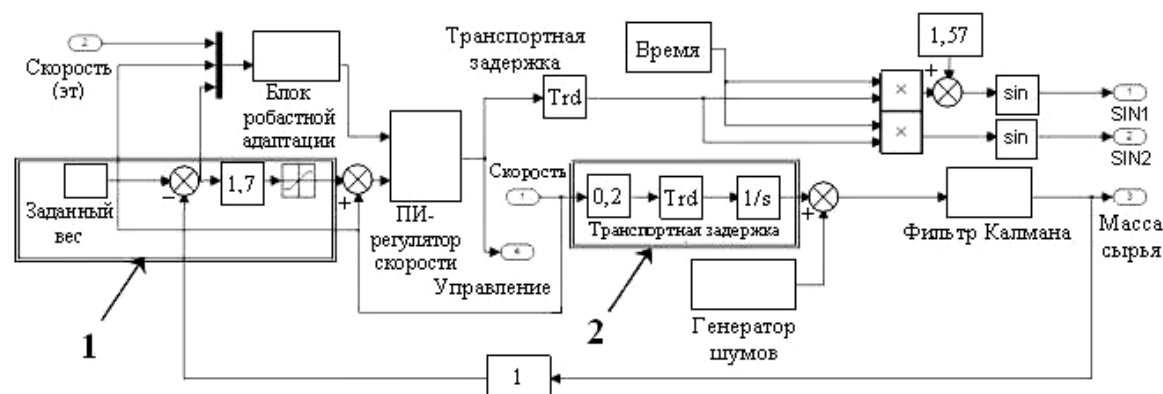 2
Скорость
(эт)
Блок
робастной
адаптации
Транспортная
задержка
Trd
Время
1,57
+
×
×
sin
sin
1
SIN1
2
SIN2
Заданный
вес
−
1,7
+
ПИ-
регулятор
скорости
Скорость
1
4
Управление
0,2
Trd
1/s
Транспортная задержка
+
Генератор
шумов
Фильтр Калмана
3
Масса
сырья
1
2
1